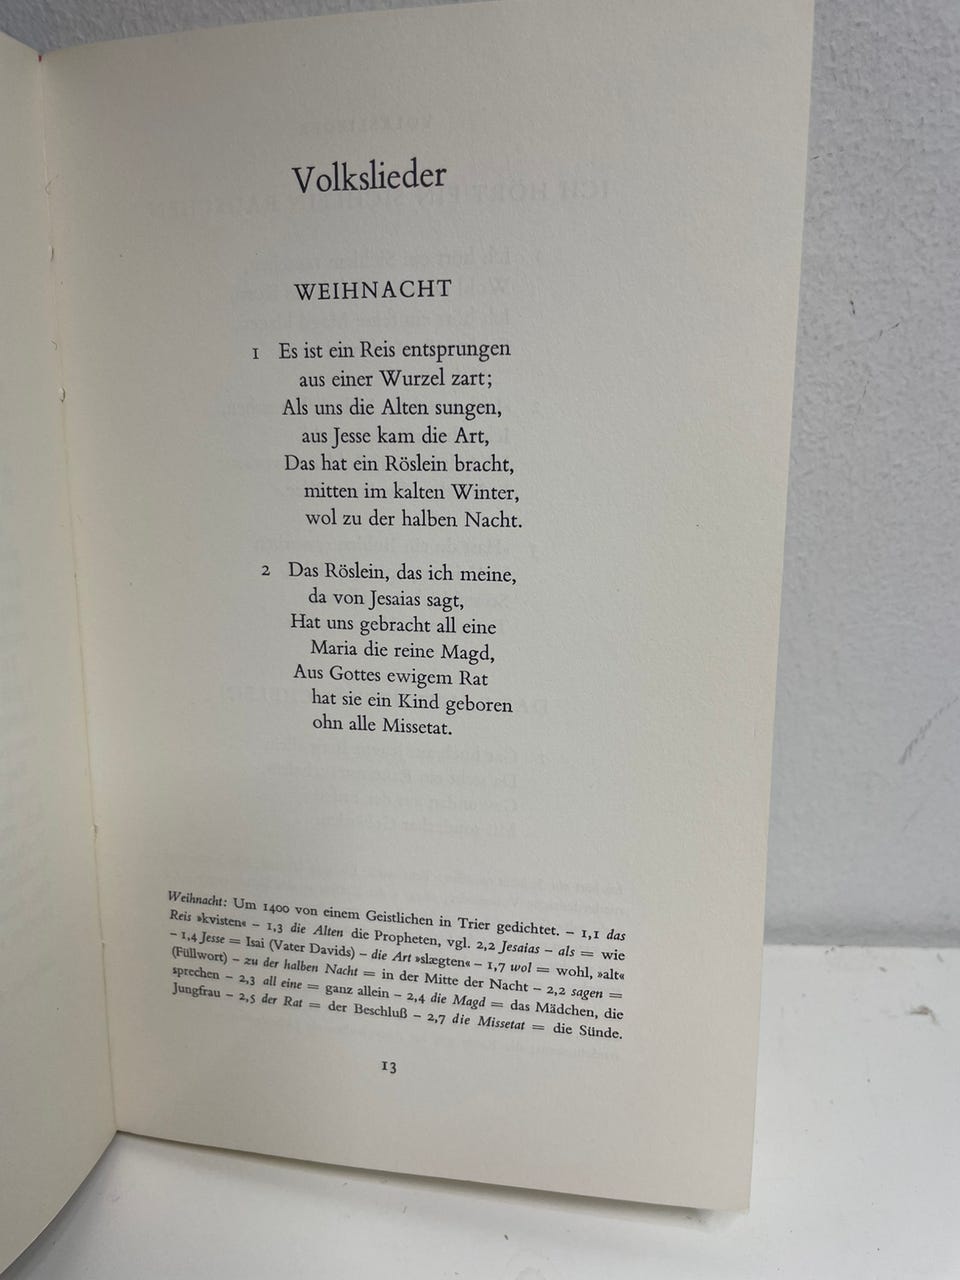 Volkslieder
WEIHNACHT
1 Es ist ein Reis entsprungen
aus einer Wurzel zart;
Als uns die Alten sungen,
aus Jesse kam die Art,
Das hat ein Röslein bracht,
mitten im kalten Winter,
wol zu der halben Nacht.
2 Das Röslein, das ich meine,
da von Jesaias sagt,
Hat uns gebracht all eine
Maria die reine Magd,
Aus Gottes ewigem Rat
hat sie ein Kind geboren
ohn alle Missetat.
Weihnacht: Um 1400 von einem Geistlichen in Trier gedichtet. – 1,1 das
Reis »kvisten« – 1,3 die Alten die Propheten, vgl. 2,2 Jesaias – als = wie
– 1,4 Jesse = Isai (Vater Davids) – die Art »slægten« – 1,7 wol = wohl, »alt«
(Füllwort) – zu der halben Nacht = in der Mitte der Nacht – 2,2 sagen =
sprechen – 2,3 all eine = ganz allein – 2,4 die Magd = das Mädchen, die
Jungfrau – 2,5 der Rat = der Beschluß – 2,7 die Missetat = die Sünde.
13